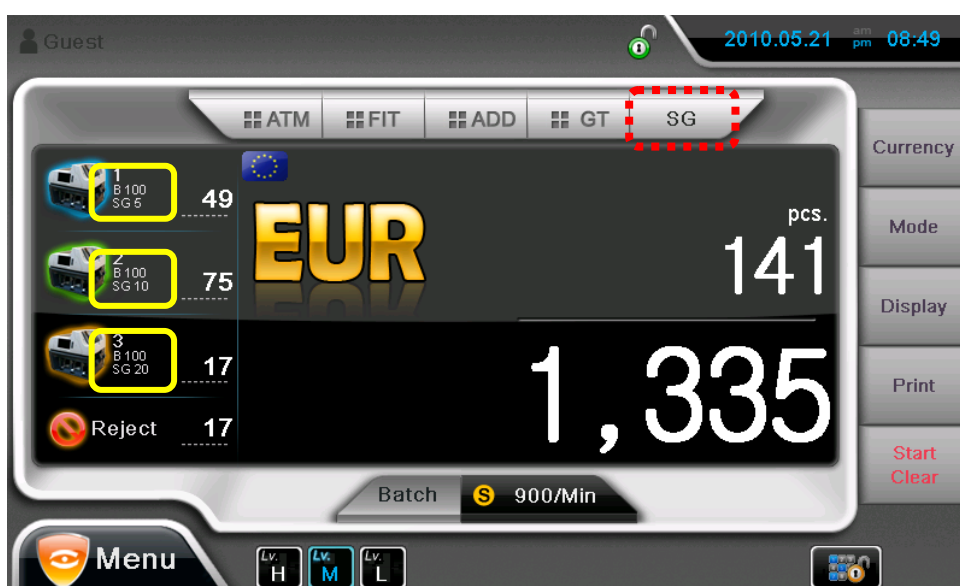 Guest
2010.05.21 am pm 08:49
ATM FIT ADD GT SG
Currency
Mode
Display
Print
Start
Clear
1
B 100
SG 5
49
2
B 100
SG 10
75
3
B 100
SG 20
17
Reject 17
EUR
pcs.
141
1,335
Batch S 900/Min
Menu
Lv. H
Lv. M
Lv. L